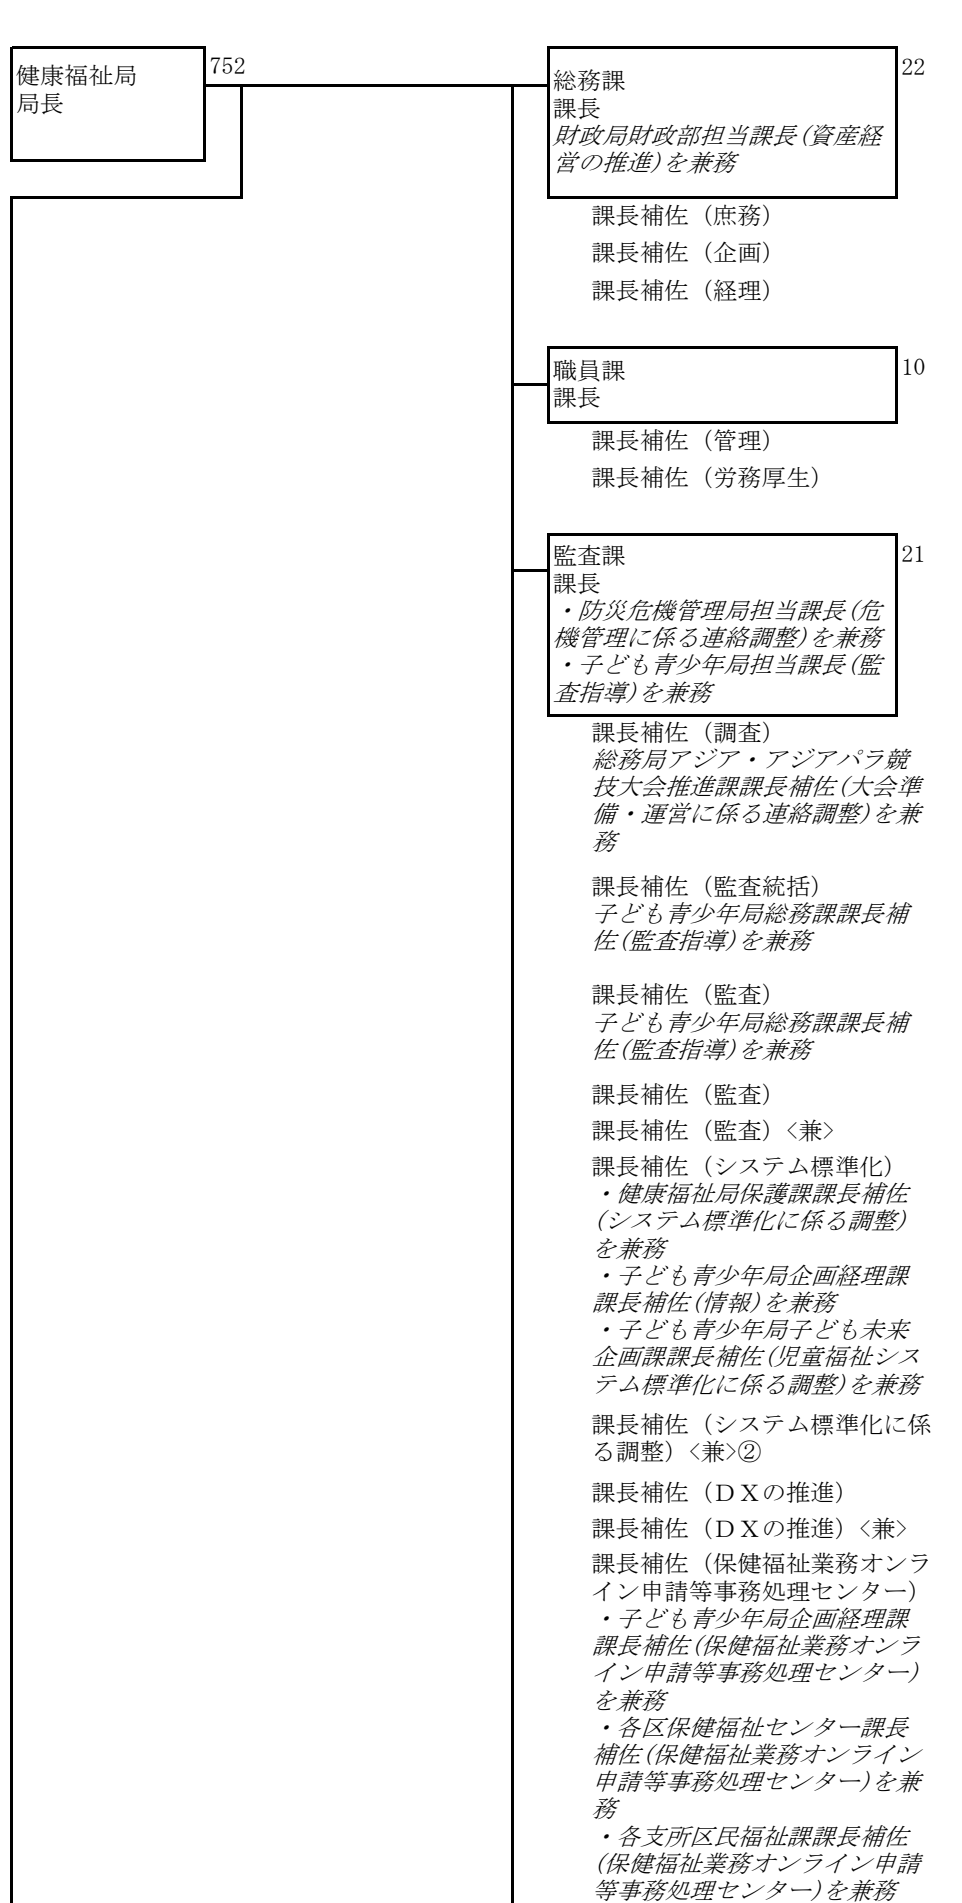 健康福祉局
局長
752
総務課
課長
財政局財政部担当課長(資産経
営の推進)を兼務
22
課長補佐（庶務）
課長補佐（企画）
課長補佐（経理）
職員課
課長
10
課長補佐（管理）
課長補佐（労務厚生）
監査課
課長
・防災危機管理局担当課長(危
機管理に係る連絡調整)を兼務
・子ども青少年局担当課長(監
査指導)を兼務
21
課長補佐（調査）
総務局アジア・アジアパラ競
技大会推進課課長補佐(大会準
備・運営に係る連絡調整)を兼
務
課長補佐（監査統括）
子ども青少年局総務課課長補
佐(監査指導)を兼務
課長補佐（監査）
子ども青少年局総務課課長補
佐(監査指導)を兼務
課長補佐（監査）
課長補佐（監査）<兼>
課長補佐（システム標準化）
・健康福祉局保護課課長補佐
(システム標準化に係る調整)
を兼務
・子ども青少年局企画経理課
課長補佐(情報)を兼務
・子ども青少年局子ども未来
企画課課長補佐(児童福祉シス
テム標準化に係る調整)を兼務
課長補佐（システム標準化に係
る調整）<兼>②
課長補佐（ＤＸの推進）
課長補佐（ＤＸの推進）<兼>
課長補佐（保健福祉業務オンラ
イン申請等事務処理センター）
・子ども青少年局企画経理課
課長補佐(保健福祉業務オンラ
イン申請等事務処理センター)
を兼務
・各区保健福祉センター課長
補佐(保健福祉業務オンライン
申請等事務処理センター)を兼
務
・各支所区民福祉課課長補佐
(保健福祉業務オンライン申請
等事務処理センター)を兼務